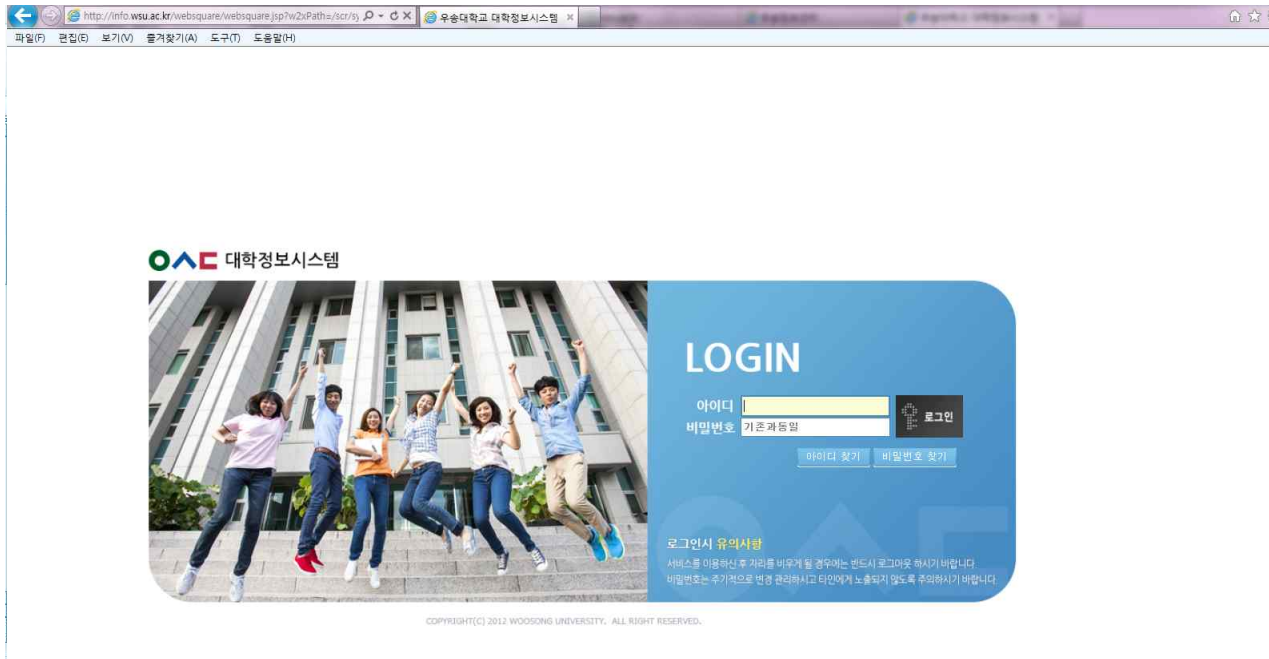 http://info.wsu.ac.kr/websquare/websquare.jsp?w2xPath=/scr/sy
우송대학교 대학정보시스템
파일(F) 편집(E) 보기(V) 즐겨찾기(A) 도구(T) 도움말(H)
대학정보시스템
LOGIN
아이디
로그인
비밀번호 기존과동일
아이디 찾기 비밀번호 찾기
로그인시 유의사항
서비스를 이용하신 후 자리를 비우게 될 경우에는 반드시 로그아웃 하시기 바랍니다
비밀번호는 주기적으로 변경 관리하시고 타인에게 노출되지 않도록 주의하시기 바랍니다
COPYRIGHT(C) 2012 WOOSONG UNIVERSITY. ALL RIGHT RESERVED.